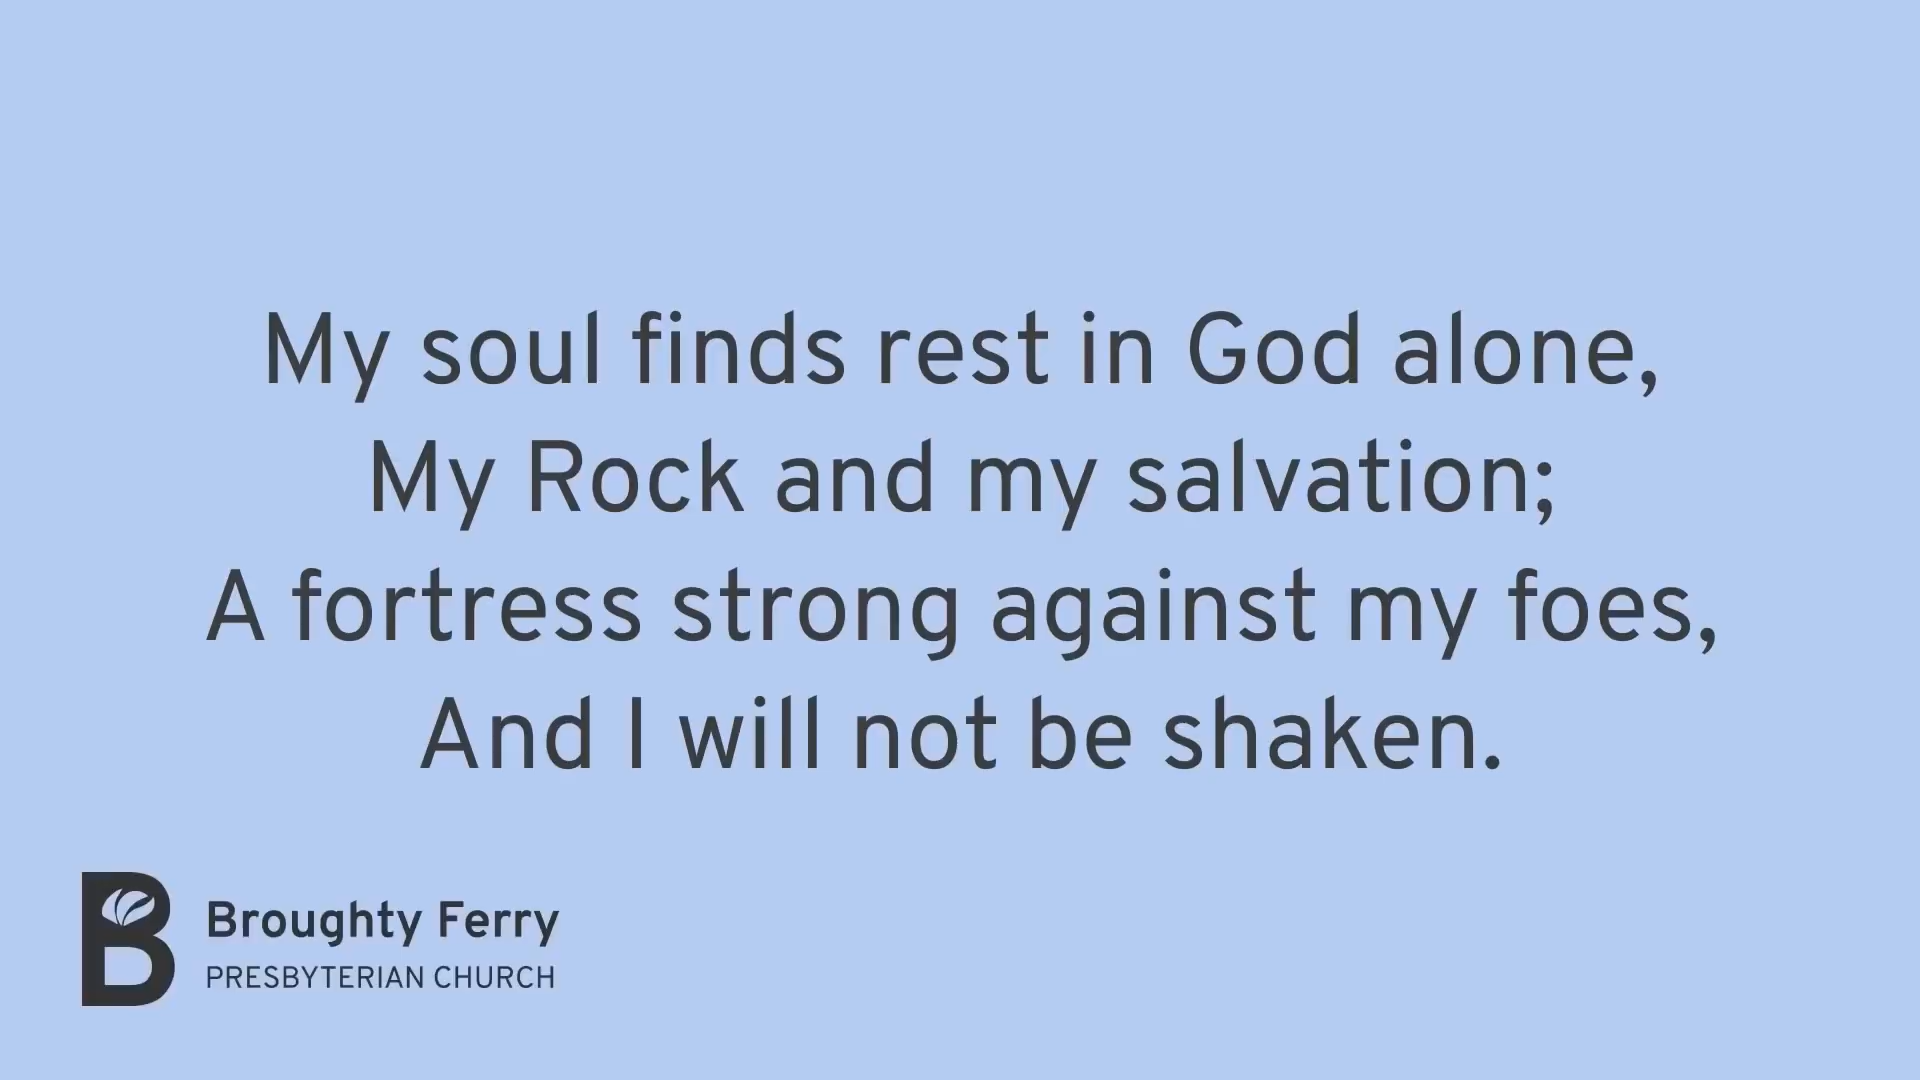 My soul finds rest in God alone,
My Rock and my salvation;
A fortress strong against my foes,
And I will not be shaken.
B
Broughty Ferry
PRESBYTERIAN CHURCH